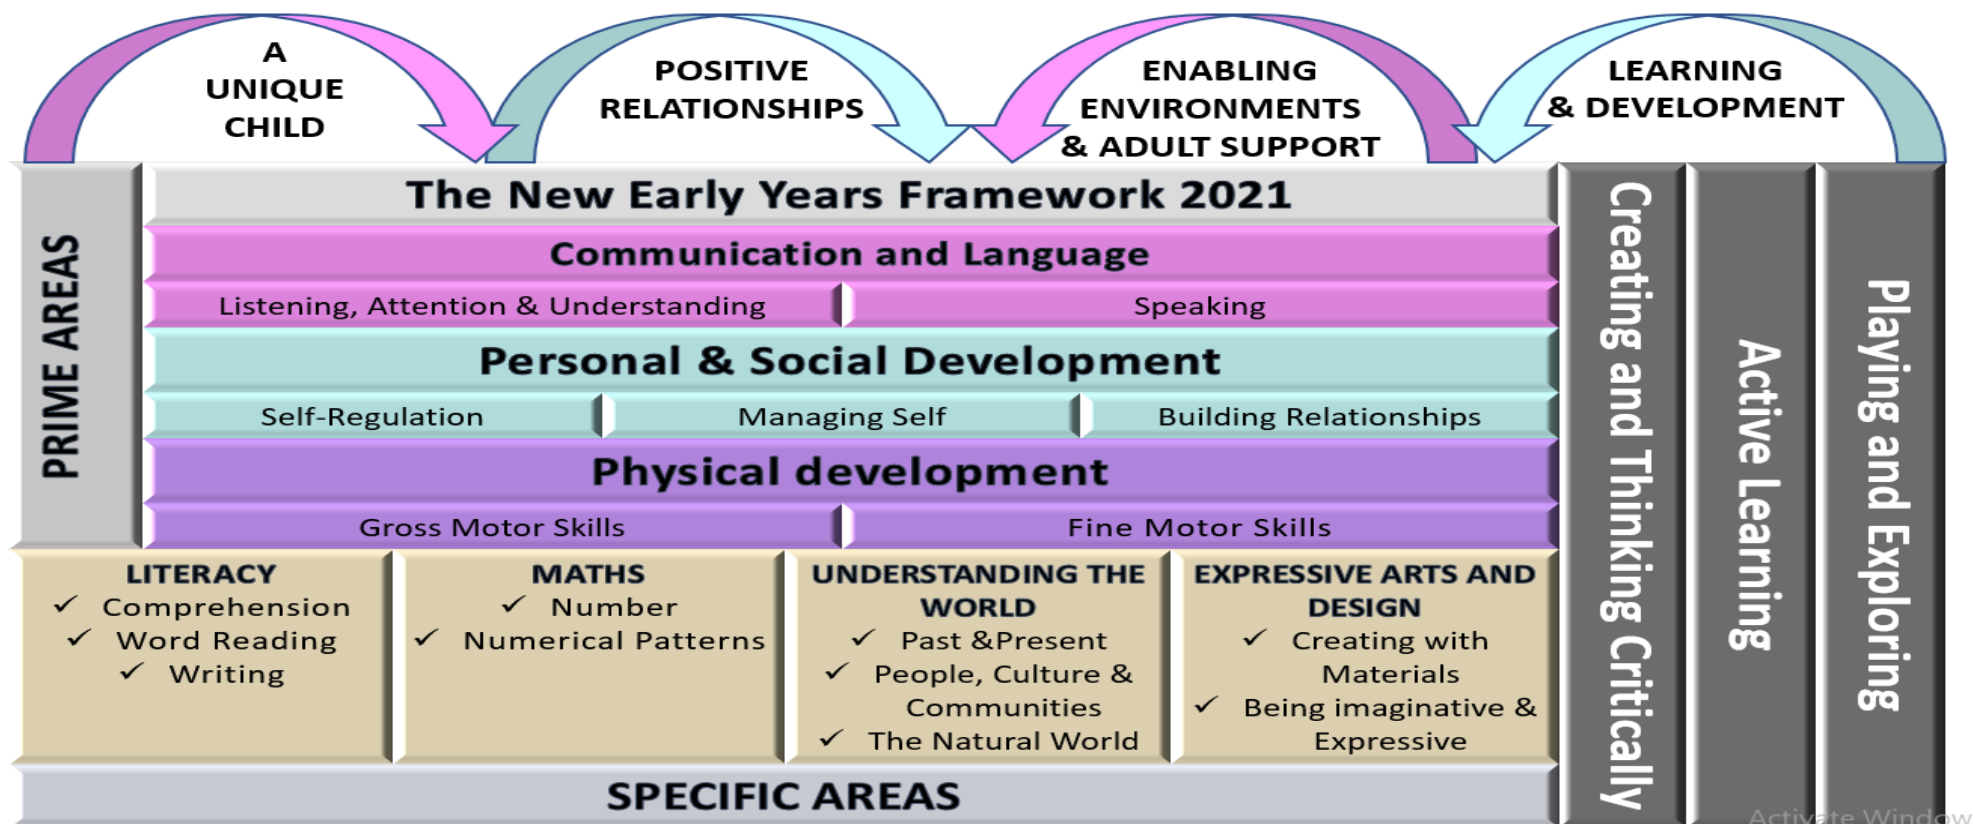 A
UNIQUE
CHILD
POSITIVE
RELATIONSHIPS
ENABLING
ENVIRONMENTS
& ADULT SUPPORT
LEARNING
& DEVELOPMENT
PRIME AREAS
The New Early Years Framework 2021
Communication and Language
Listening, Attention & Understanding
Speaking
Personal & Social Development
Self-Regulation
Managing Self
Building Relationships
Physical development
Gross Motor Skills
Fine Motor Skills
LITERACY
✓ Comprehension
✓ Word Reading
✓ Writing
MATHS
✓ Number
✓ Numerical Patterns
UNDERSTANDING THE
WORLD
✓ Past &Present
✓ People, Culture &
Communities
✓ The Natural World
EXPRESSIVE ARTS AND
DESIGN
✓ Creating with
Materials
✓ Being imaginative &
Expressive
SPECIFIC AREAS
Creating and Thinking Critically
Active Learning
Playing and Exploring
Activate Window